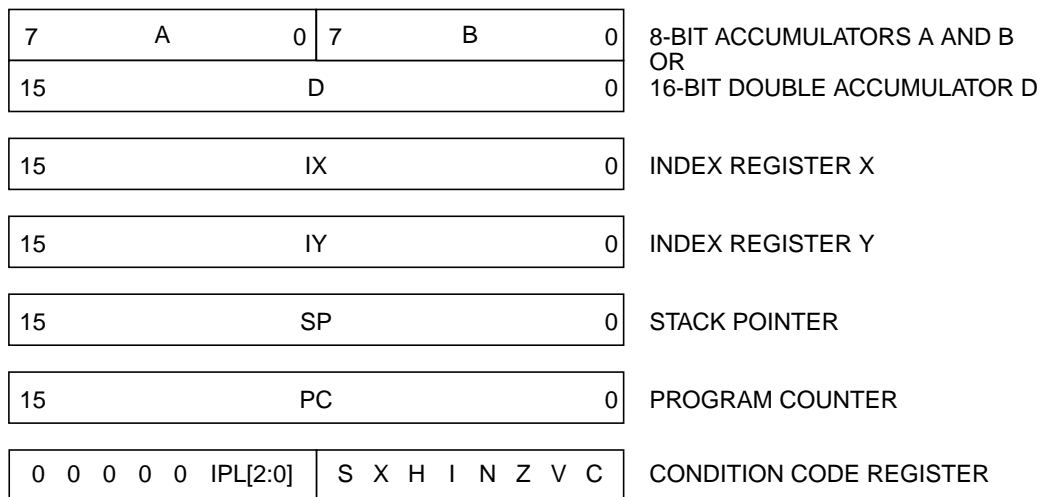 7 A 0 7 B 0 8-BIT ACCUMULATORS A AND B
OR
15 D 0 16-BIT DOUBLE ACCUMULATOR D
15 IX 0 INDEX REGISTER X
15 IY 0 INDEX REGISTER Y
15 SP 0 STACK POINTER
15 PC 0 PROGRAM COUNTER
0 0 0 0 0 IPL[2:0] S X H I N Z V C CONDITION CODE REGISTER